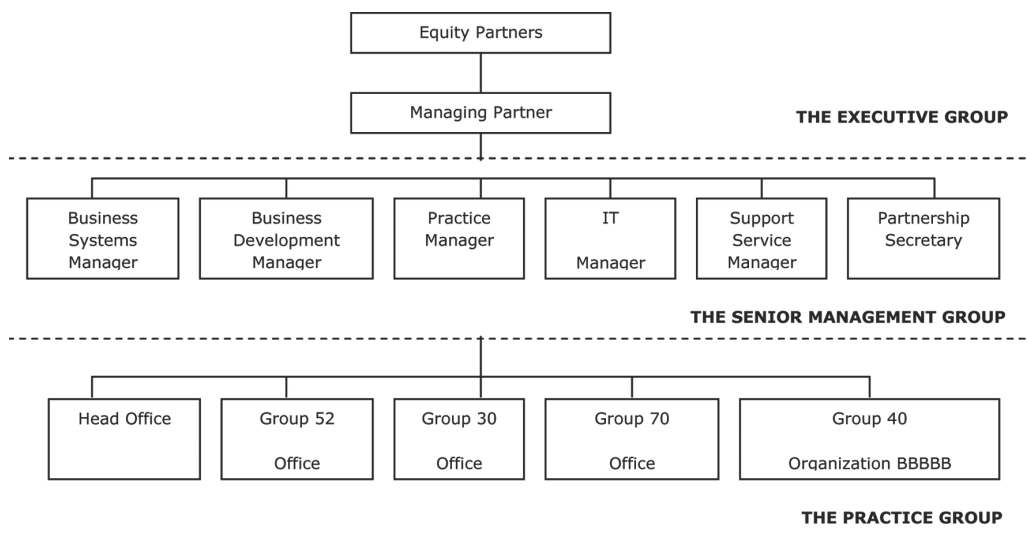 Equity Partners
Managing Partner
THE EXECUTIVE GROUP
Business
Systems
Manager
Business
Development
Manager
Practice
Manager
IT
Manager
Support
Service
Manager
Partnership
Secretary
THE SENIOR MANAGEMENT GROUP
Head Office
Group 52
Office
Group 30
Office
Group 70
Office
Group 40
Organization BBBBB
THE PRACTICE GROUP